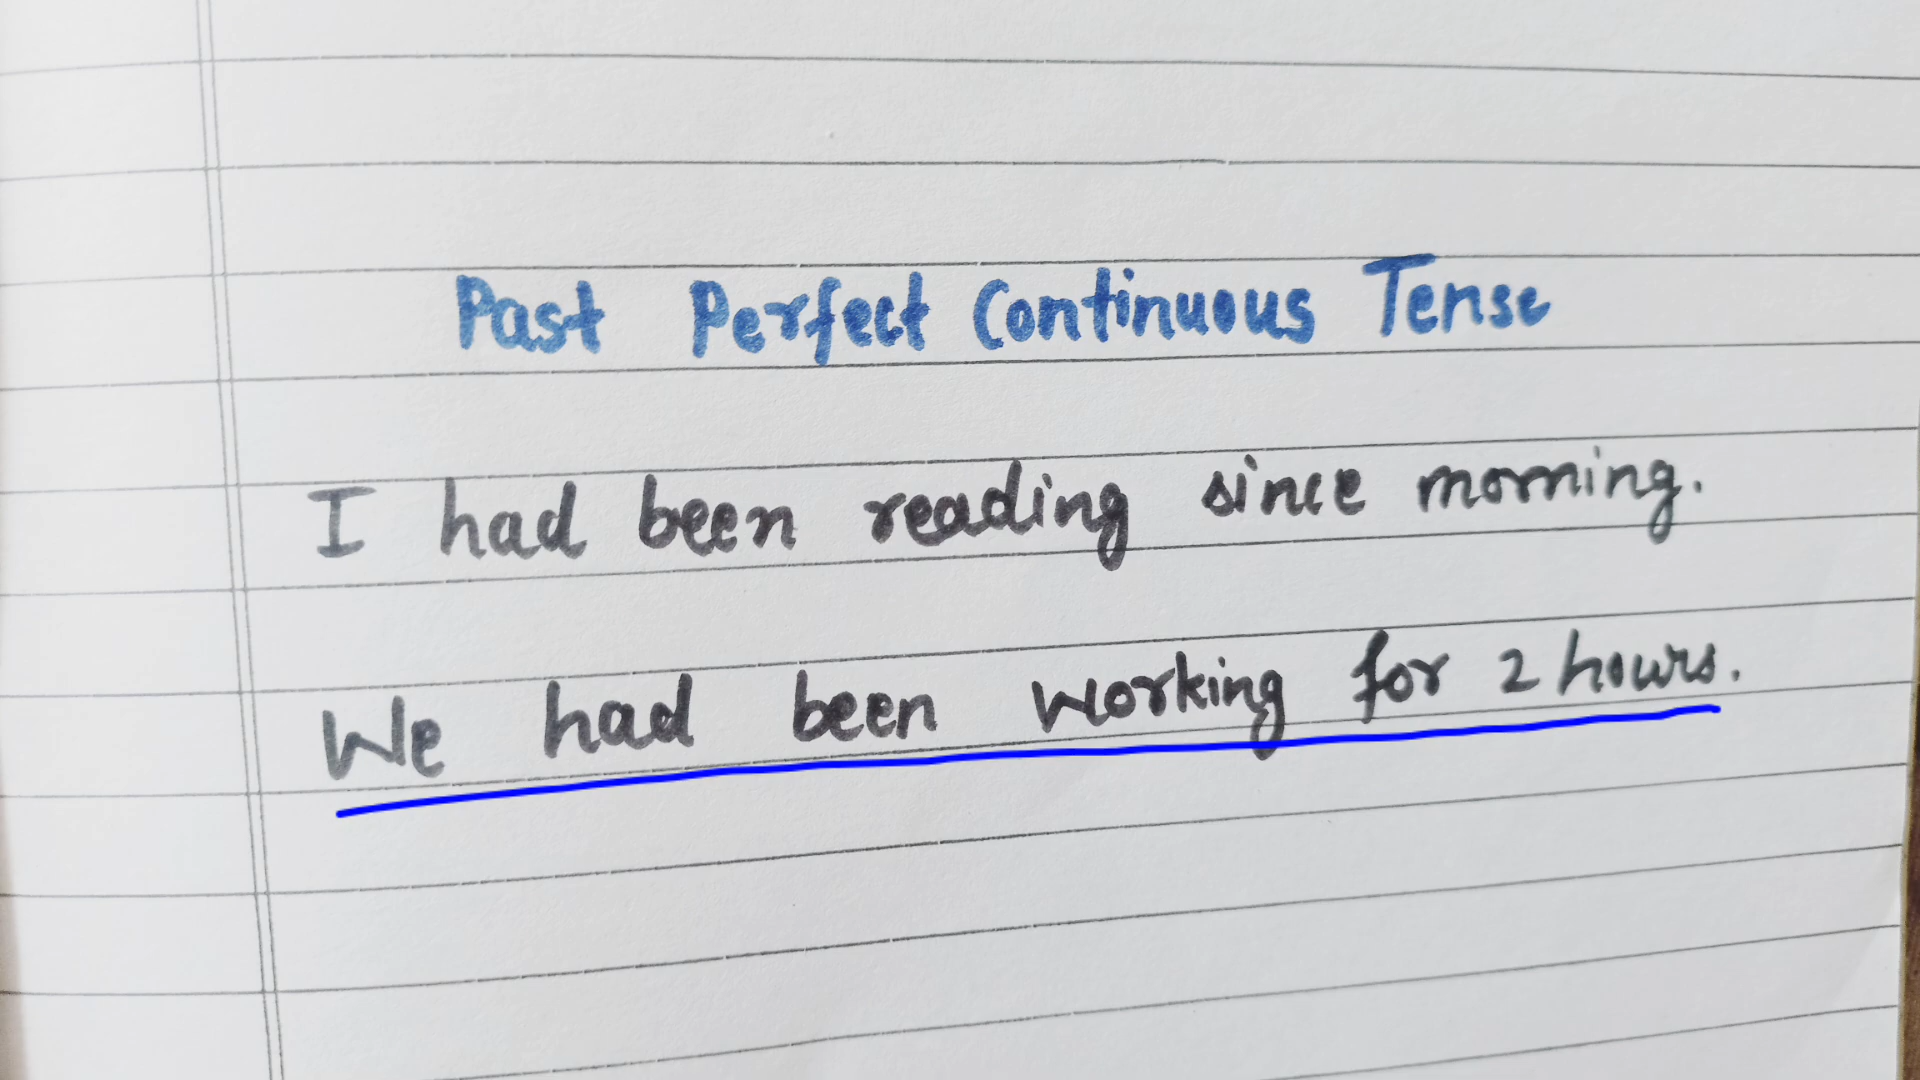 Past Perfect Continuous Tense
I had been reading since morning.
We had been working for 2 hours.